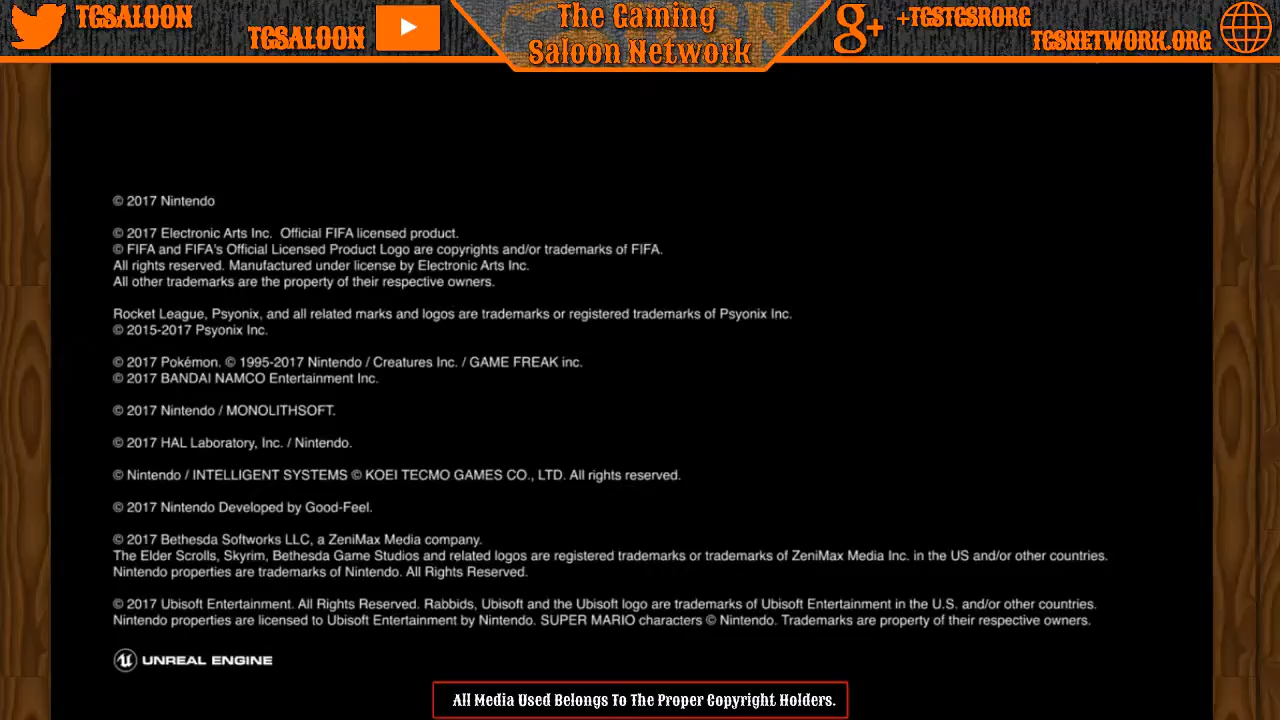 TGSALOON
TGSALOON
The Gaming
Saloon Network
g+
+TGSTGSRORG
TGSNETWORK.ORG
© 2017 Nintendo
© 2017 Electronic Arts Inc.  Official FIFA licensed product.
© FIFA and FIFA's Official Licensed Product Logo are copyrights and/or trademarks of FIFA.
All rights reserved. Manufactured under license by Electronic Arts Inc.
All other trademarks are the property of their respective owners.
Rocket League, Psyonix, and all related marks and logos are trademarks or registered trademarks of Psyonix Inc.
© 2015-2017 Psyonix Inc.
© 2017 Pokémon. © 1995-2017 Nintendo / Creatures Inc. / GAME FREAK inc.
© 2017 BANDAI NAMCO Entertainment Inc.
© 2017 Nintendo / MONOLITHSOFT.
© 2017 HAL Laboratory, Inc. / Nintendo.
© Nintendo / INTELLIGENT SYSTEMS © KOEI TECMO GAMES CO., LTD. All rights reserved.
© 2017 Nintendo Developed by Good-Feel.
© 2017 Bethesda Softworks LLC, a ZeniMax Media company.
The Elder Scrolls, Skyrim, Bethesda Game Studios and related logos are registered trademarks or trademarks of ZeniMax Media Inc. in the US and/or other countries.
Nintendo properties are trademarks of Nintendo. All Rights Reserved.
© 2017 Ubisoft Entertainment. All Rights Reserved. Rabbids, Ubisoft and the Ubisoft logo are trademarks of Ubisoft Entertainment in the U.S. and/or other countries.
Nintendo properties are licensed to Ubisoft Entertainment by Nintendo. SUPER MARIO characters © Nintendo. Trademarks are property of their respective owners.
UNREAL ENGINE
All Media Used Belongs To The Proper Copyright Holders.